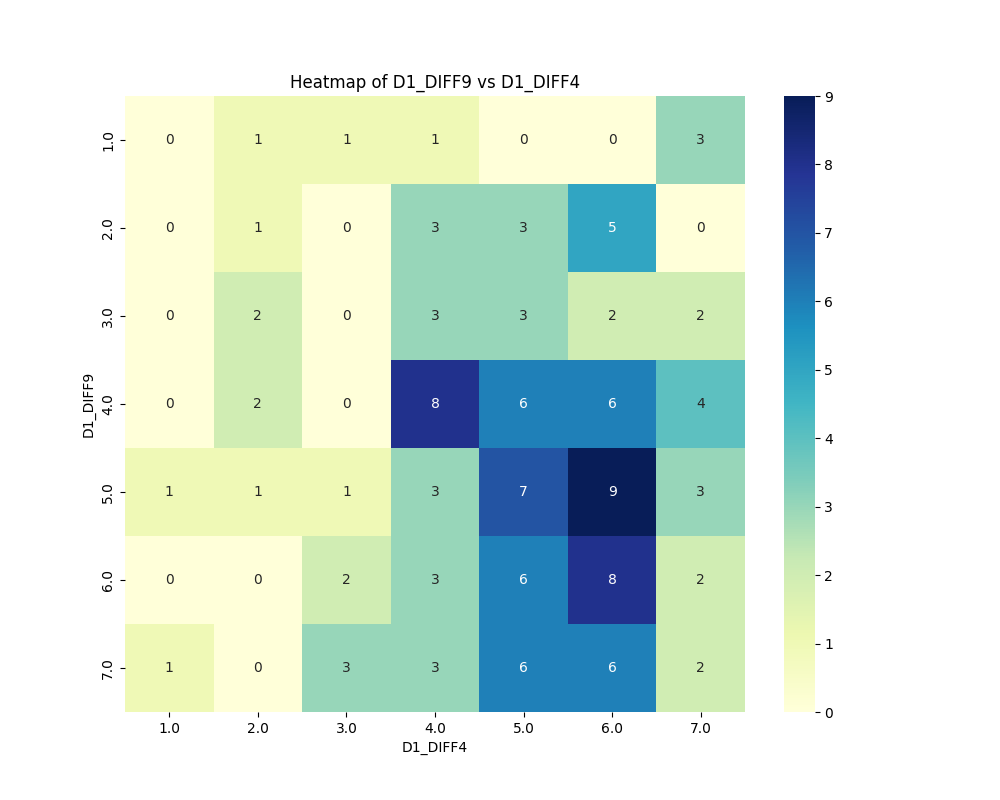 Heatmap of D1_DIFF9 vs D1_DIFF4
1.0 0 1 1 1 0 0 3
2.0 0 1 0 3 3 5 0
3.0 0 2 0 3 3 2 2
4.0 0 2 0 8 6 6 4
5.0 1 1 1 3 7 9 3
6.0 0 0 2 3 6 8 2
7.0 1 0 3 3 6 6 2
1.0 2.0 3.0 4.0 5.0 6.0 7.0
D1_DIFF4
D1_DIFF9
9
8
7
6
5
4
3
2
1
0